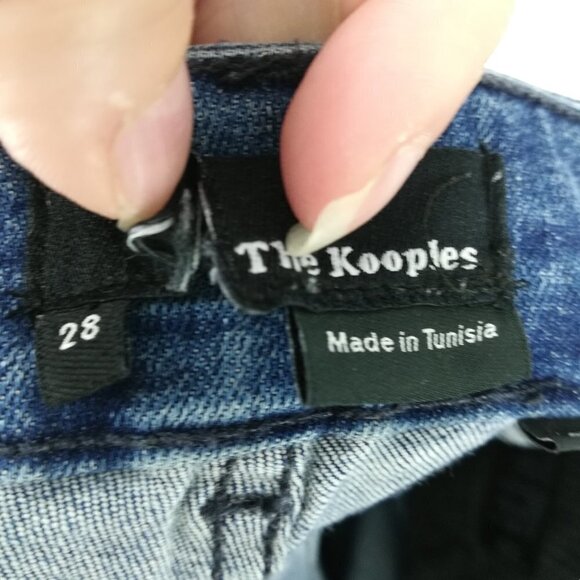 The Kooples
28
Made in Tunisia